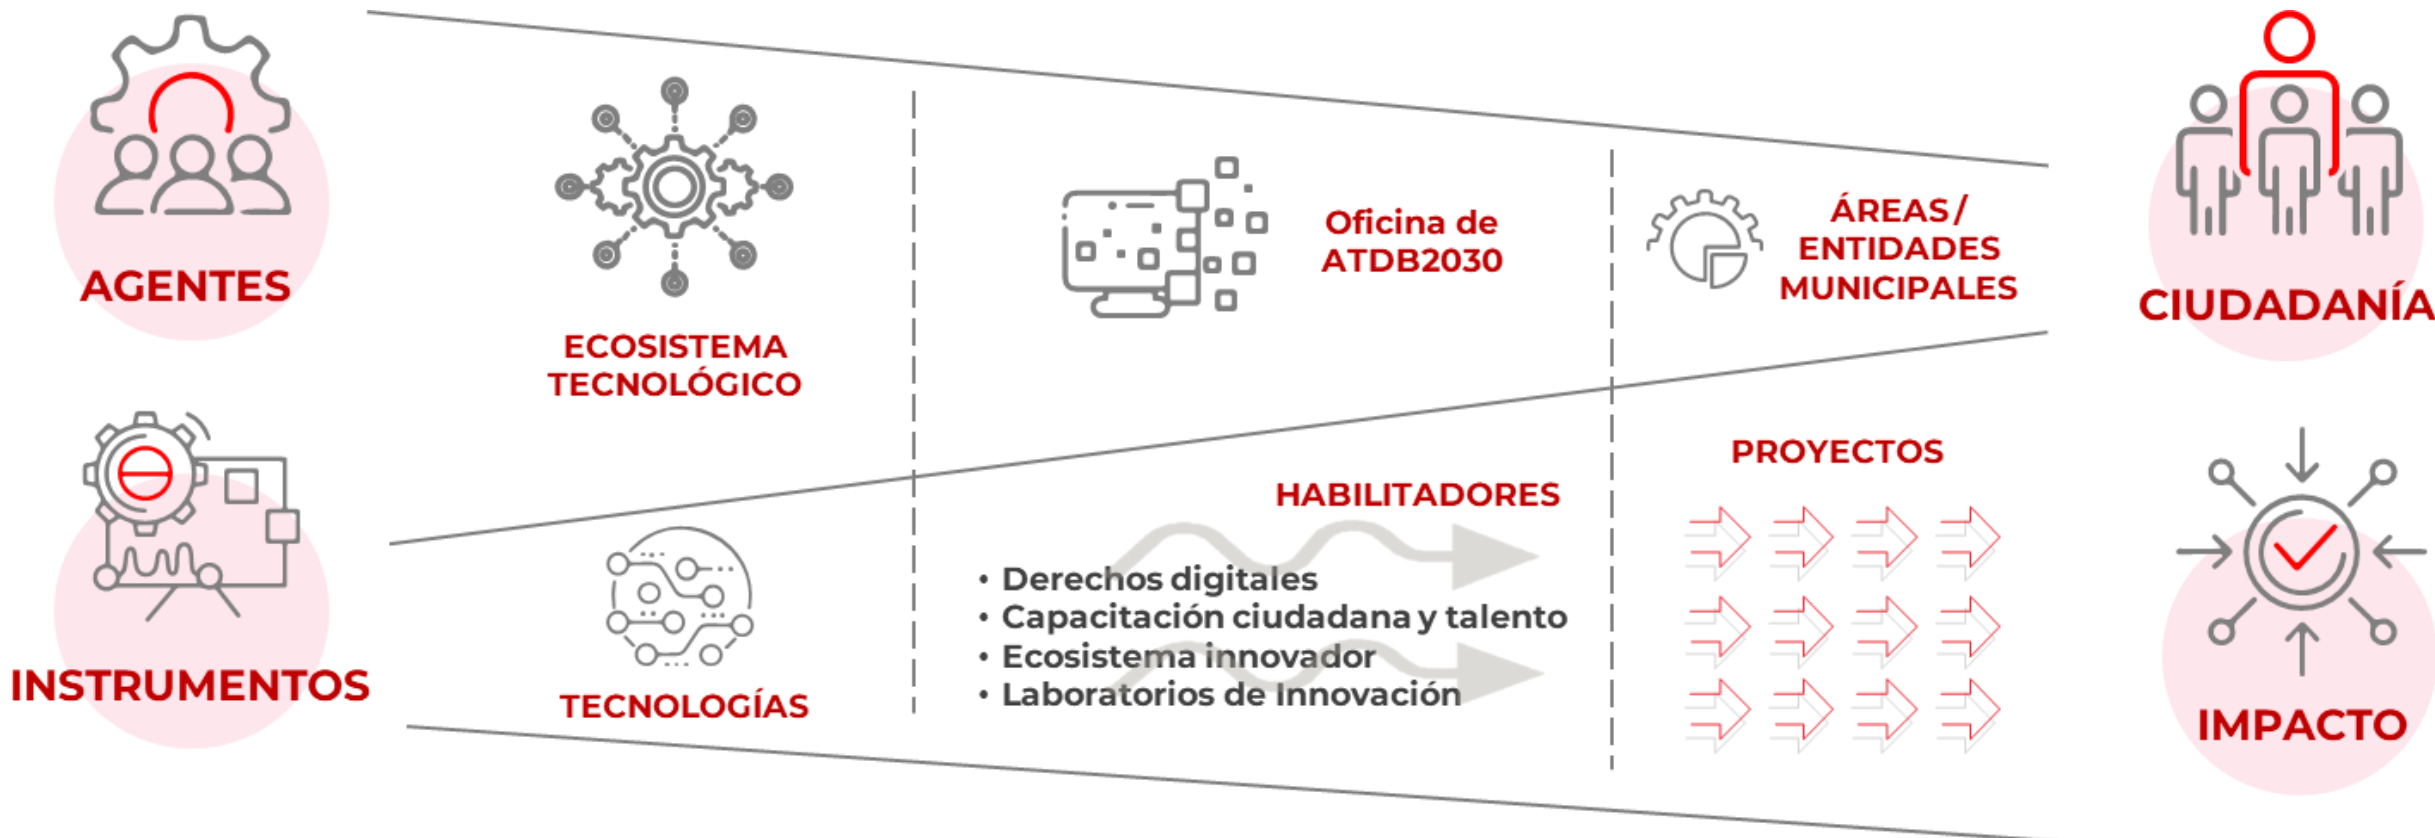 AGENTES
ECOSISTEMA
TECNOLÓGICO
Oficina de
ATDB2030
ÁREAS/
ENTIDADES
MUNICIPALES
CIUDADANÍA
INSTRUMENTOS
TECNOLOGÍAS
HABILITADORES
• Derechos digitales
• Capacitación ciudadana y talento
• Ecosistema innovador
• Laboratorios de Innovación
PROYECTOS
IMPACTO